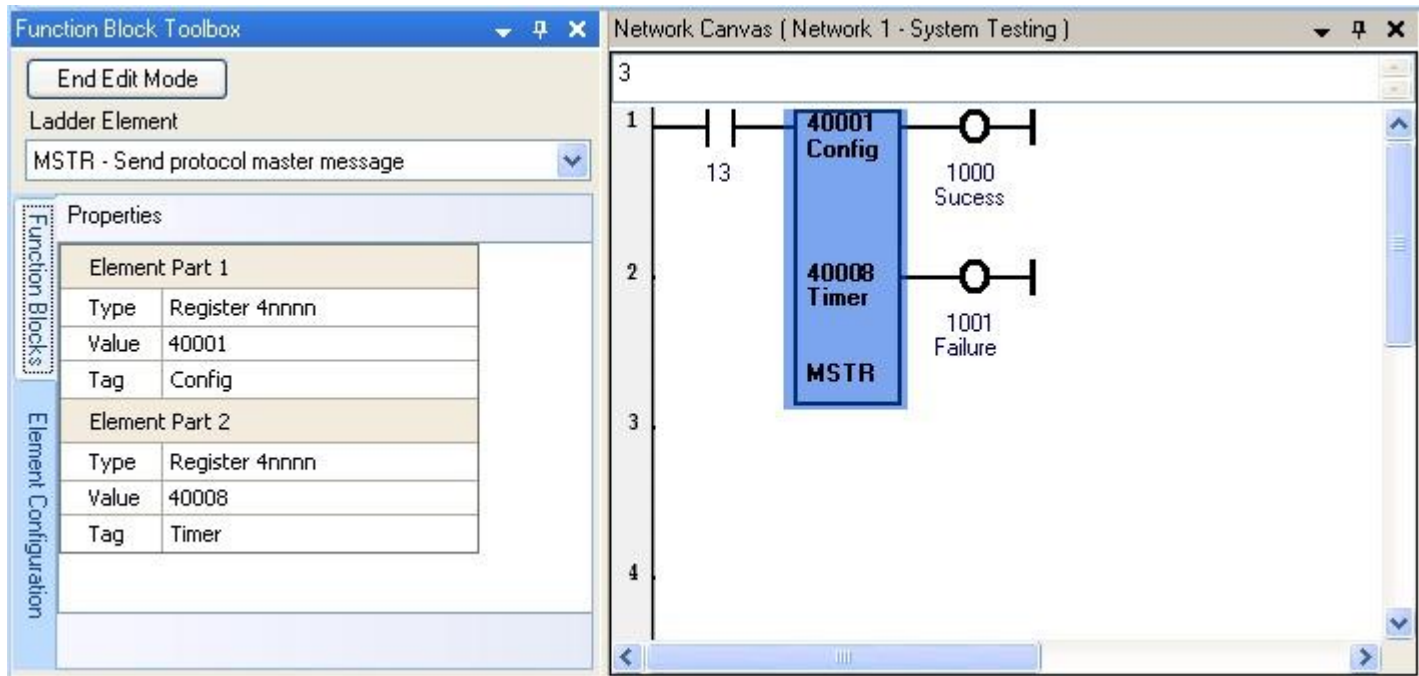 Function Block Toolbox
End Edit Mode
Ladder Element
MSTR - Send protocol master message
Function Blocks
Element Configuration
Properties
Element Part 1
Type Register 4nnnn
Value 40001
Tag Config
Element Part 2
Type Register 4nnnn
Value 40008
Tag Timer
Network Canvas ( Network 1 - System Testing )
3
1
13
40001
Config
1000
Sucess
2
40008
Timer
1001
Failure
MSTR
3
4